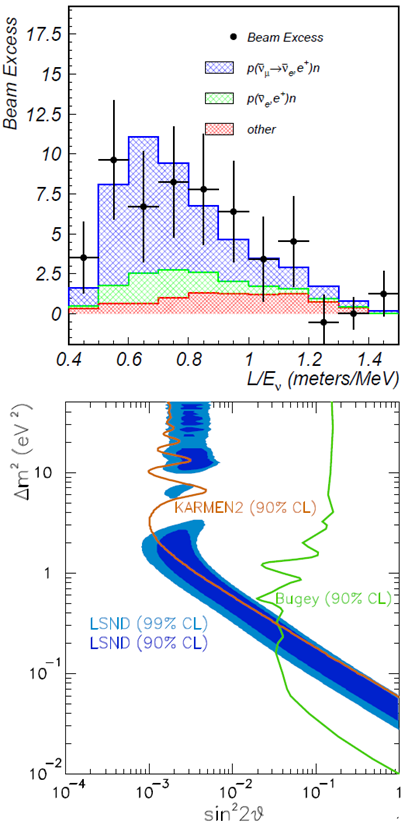 Beam Excess
17.5
15
12.5
10
7.5
5
2.5
0
Beam Excess
p(ν̄μ→ν̄e,e⁺)n
p(ν̄e,e⁺)n
other
0.4 0.6 0.8 1 1.2 1.4
L/Eν (meters/MeV)
Δm² (eV²)
10
1
10⁻¹
10⁻²
KARMEN2 (90% CL)
Bugey (90% CL)
LSND (99% CL)
LSND (90% CL)
10⁻⁴ 10⁻³ 10⁻² 10⁻¹ 1
sin²2ϑ